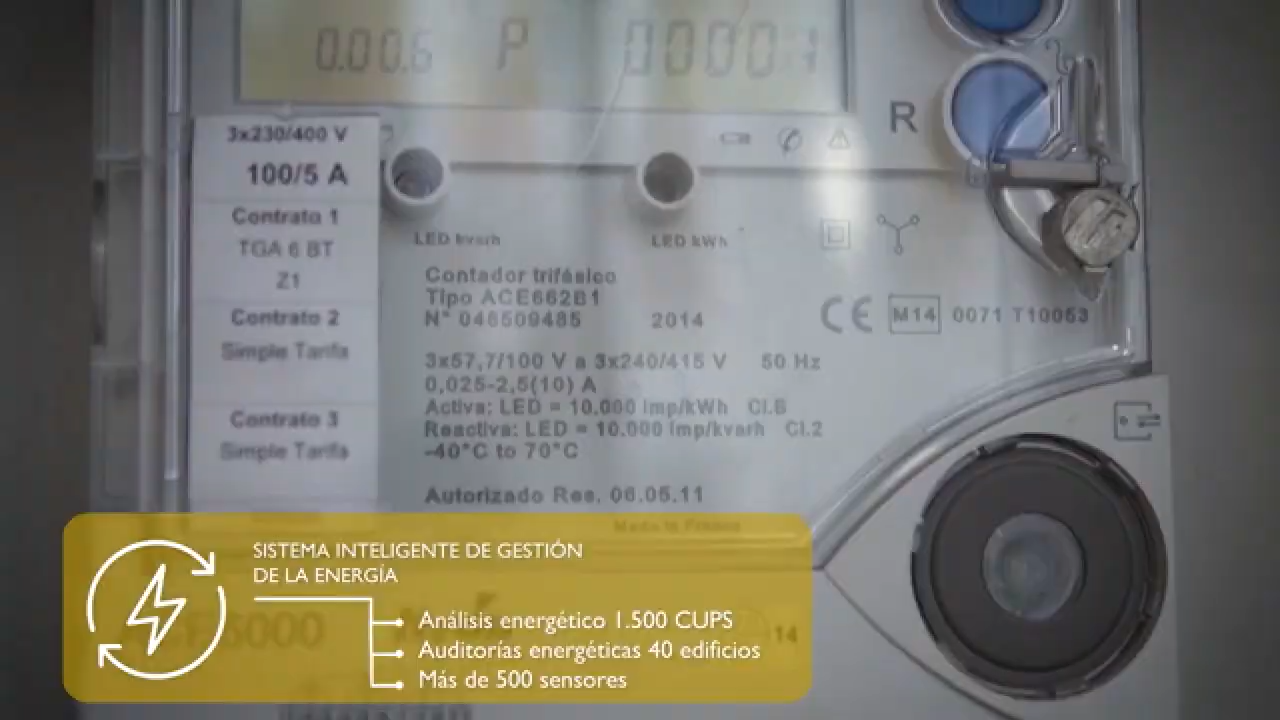 0.00.6 P 00001
R
3x230/400 V
100/5 A
Contrato 1
TGA 6 BT
Z1
Contrato 2
Simple Tarifa
Contrato 3
Simple Tarifa
LED kvarh
LED kWh
Contador trifásico
Tipo ACE662B1
N° 046509485 2014
3x57,7/100 V a 3x240/415 V 50 Hz
0,025-2,5(10) A
Activa: LED = 10.000 imp/kWh Cl.B
Reactiva: LED = 10.000 imp/kvarh Cl.2
-40°C to 70°C
Autorizado Res. 06.05.11
Made in France
CE M14 0071 T10053
SISTEMA INTELIGENTE DE GESTIÓN
DE LA ENERGÍA
Análisis energético 1.500 CUPS
Auditorías energéticas 40 edificios
Más de 500 sensores